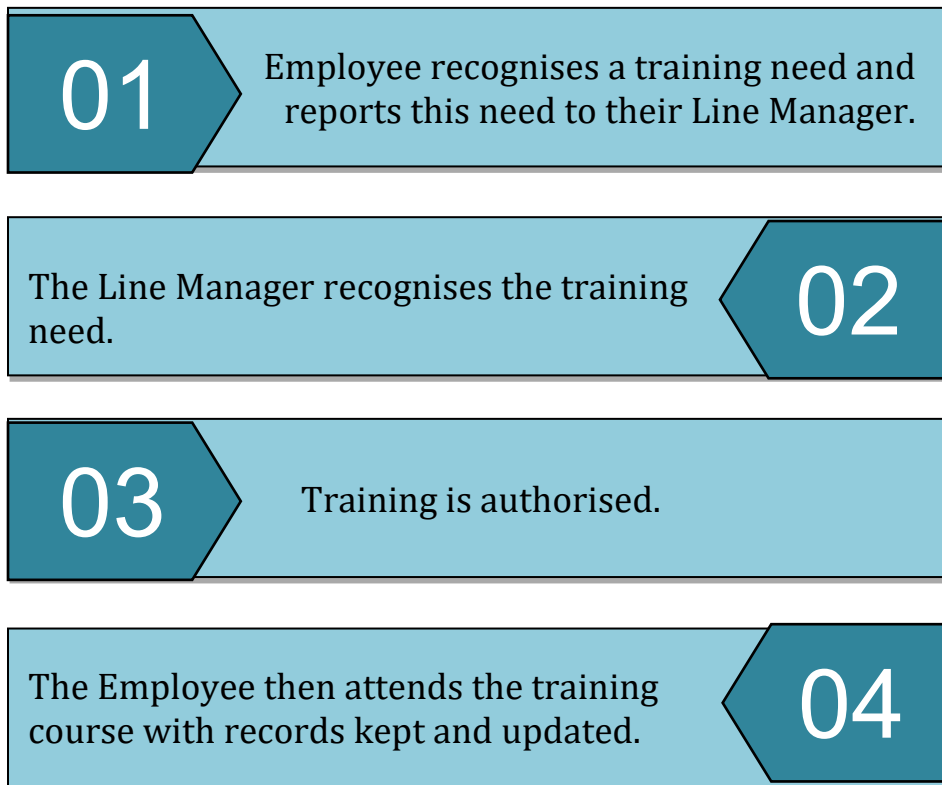 01
Employee recognises a training need and
reports this need to their Line Manager.
The Line Manager recognises the training
need.
02
03
Training is authorised.
The Employee then attends the training
course with records kept and updated.
04